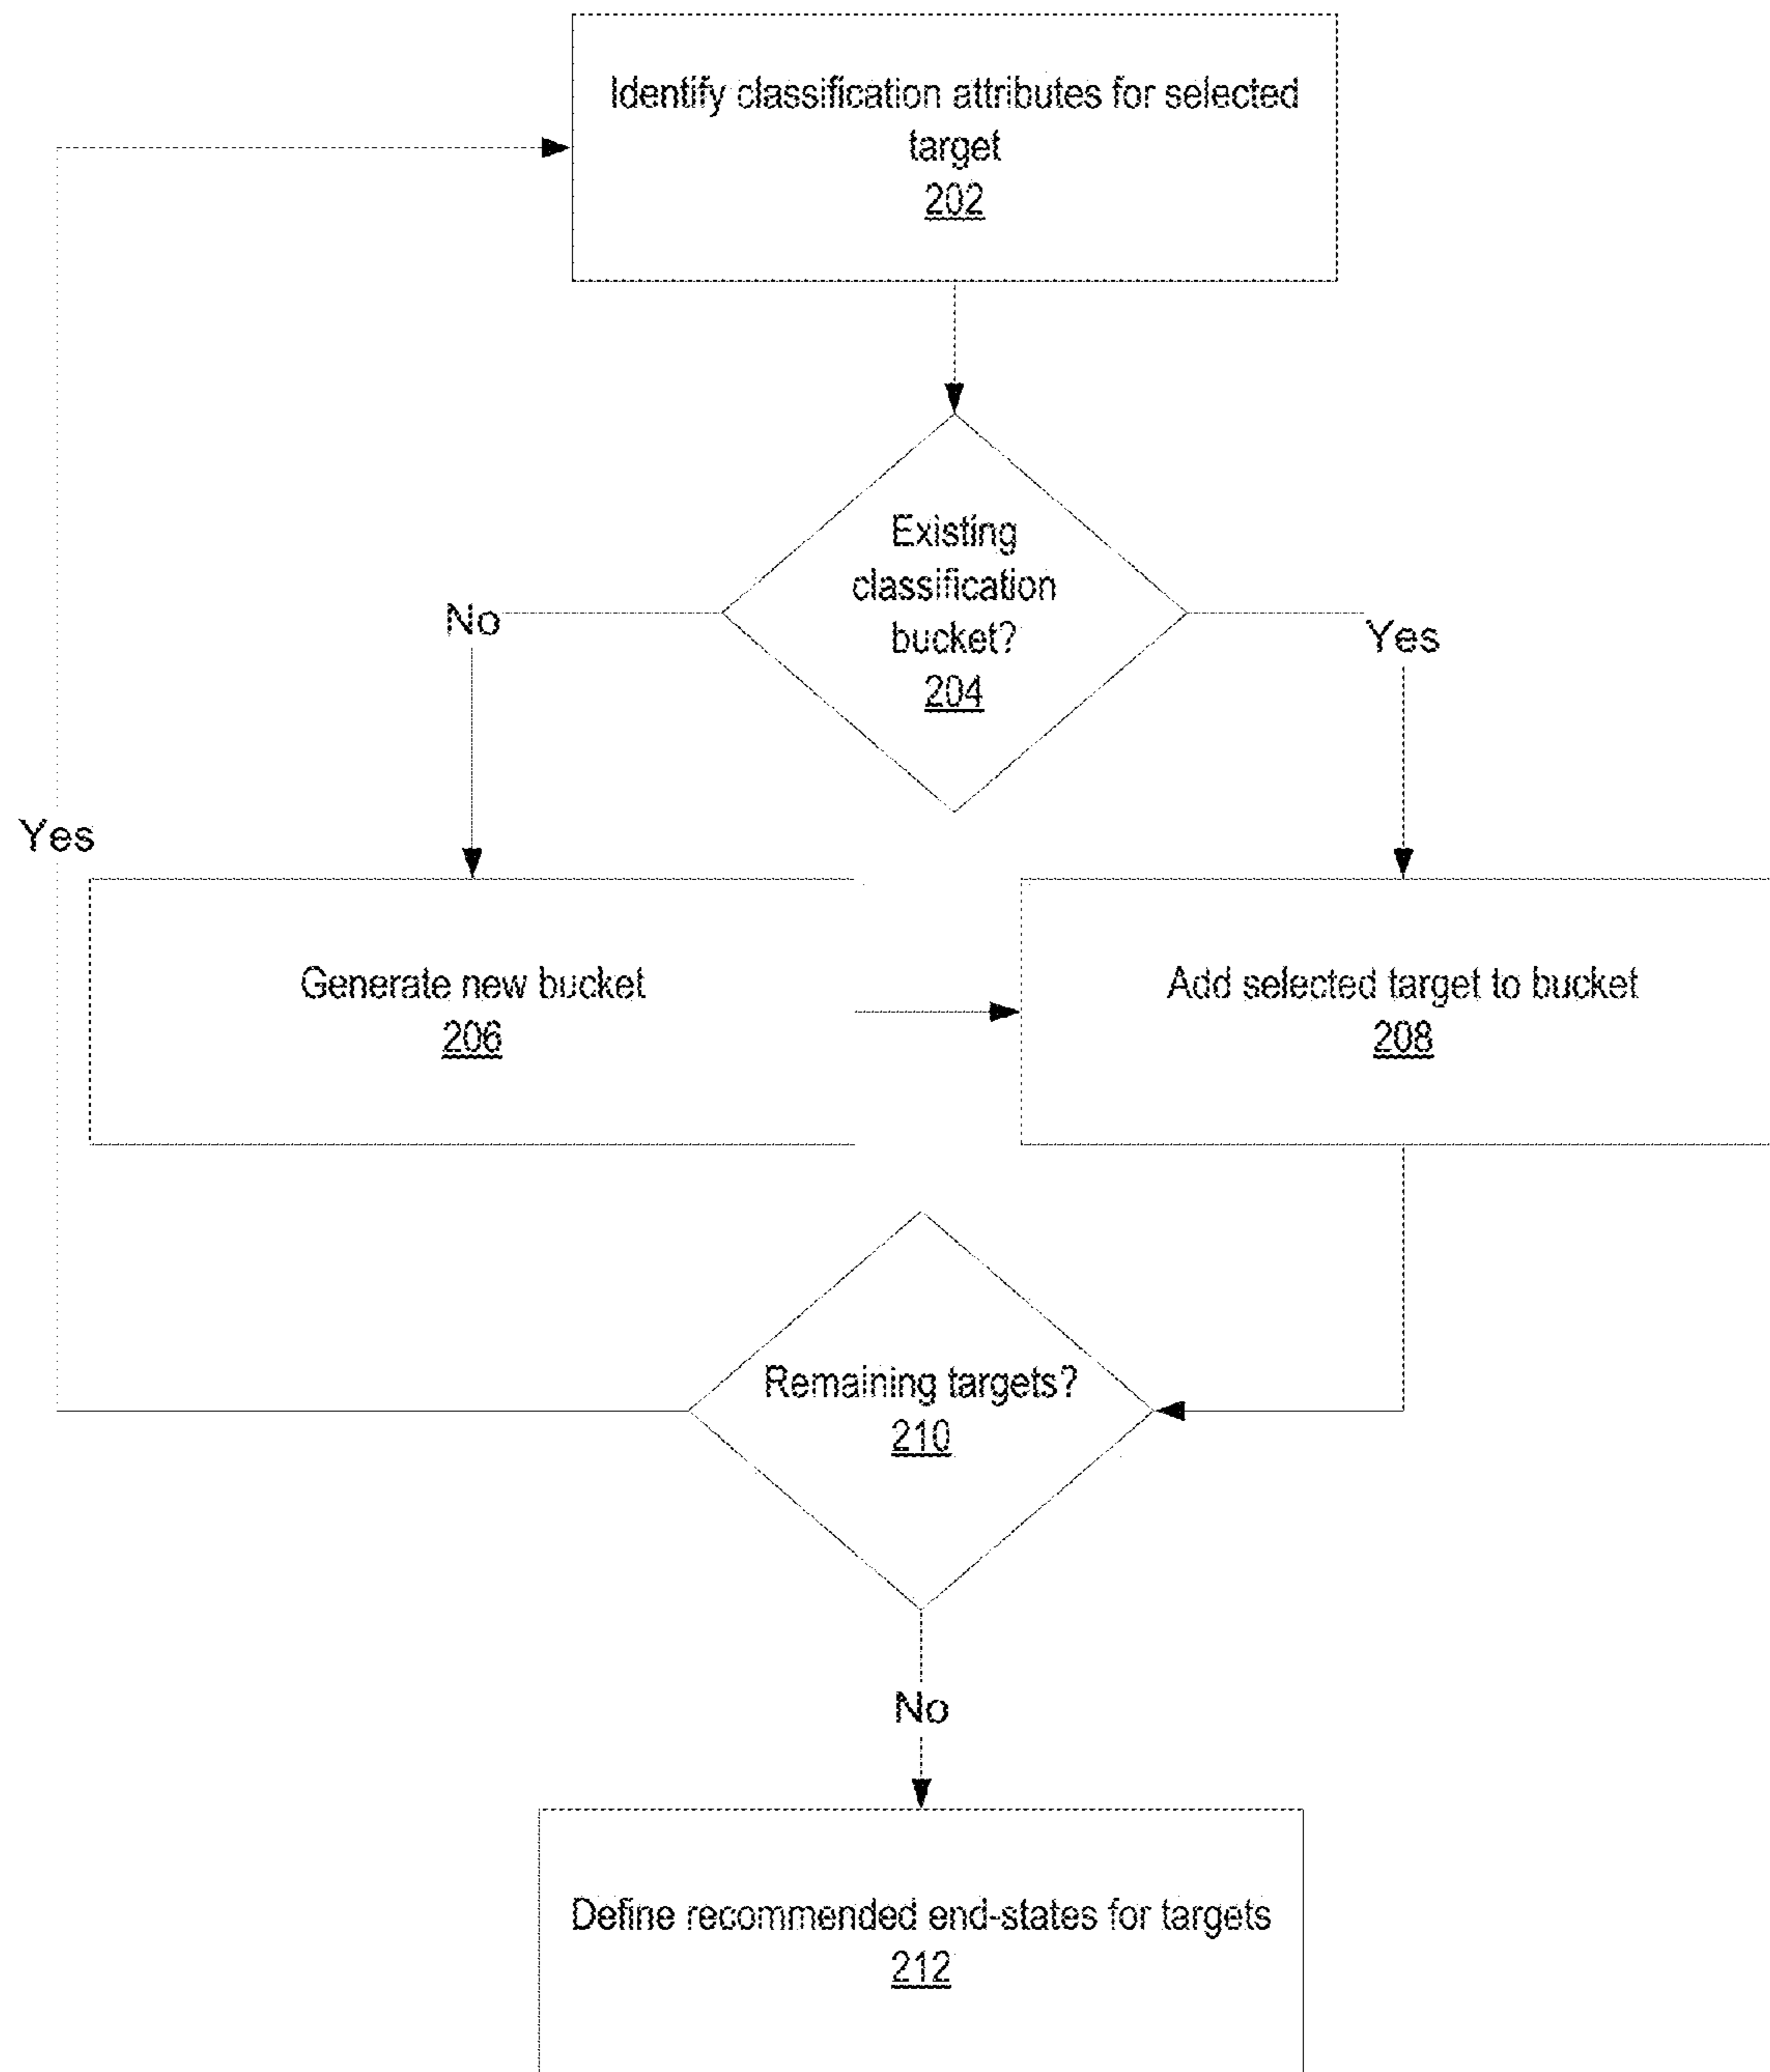 Identify classification attributes for selected
target
202
Existing
classification
bucket?
204
No
Yes
Yes
Generate new bucket
206
Add selected target to bucket
208
Remaining targets?
210
No
Define recommended end-states for targets
212